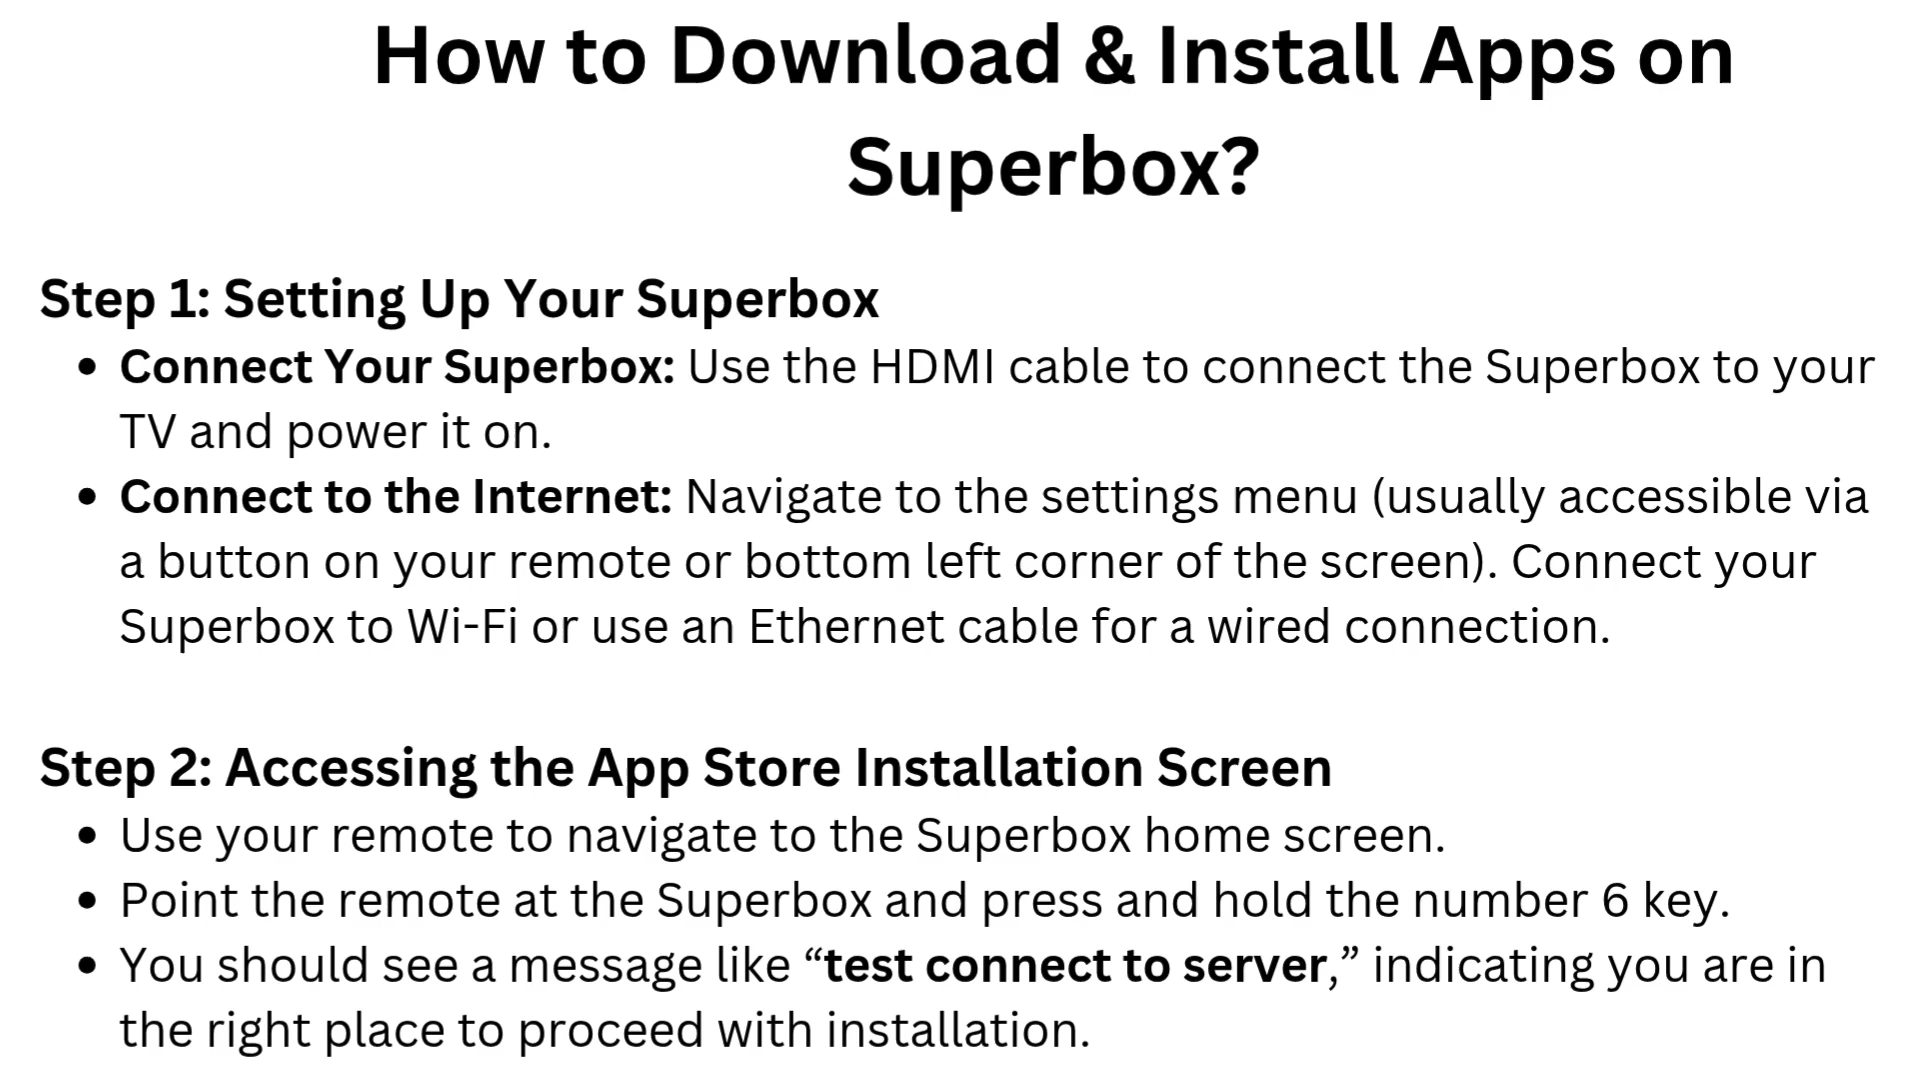 How to Download & Install Apps on
Superbox?
Step 1: Setting Up Your Superbox
• Connect Your Superbox: Use the HDMI cable to connect the Superbox to your
TV and power it on.
• Connect to the Internet: Navigate to the settings menu (usually accessible via
a button on your remote or bottom left corner of the screen). Connect your
Superbox to Wi-Fi or use an Ethernet cable for a wired connection.
Step 2: Accessing the App Store Installation Screen
• Use your remote to navigate to the Superbox home screen.
• Point the remote at the Superbox and press and hold the number 6 key.
• You should see a message like “test connect to server,” indicating you are in
the right place to proceed with installation.